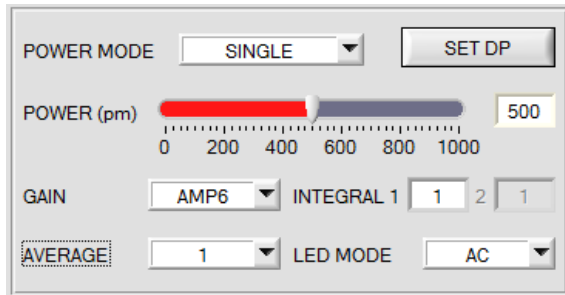 POWER MODE SINGLE SET DP
POWER (pm) 500
0 200 400 600 800 1000
GAIN AMP6 INTEGRAL 1 1 2 1
AVERAGE 1 LED MODE AC